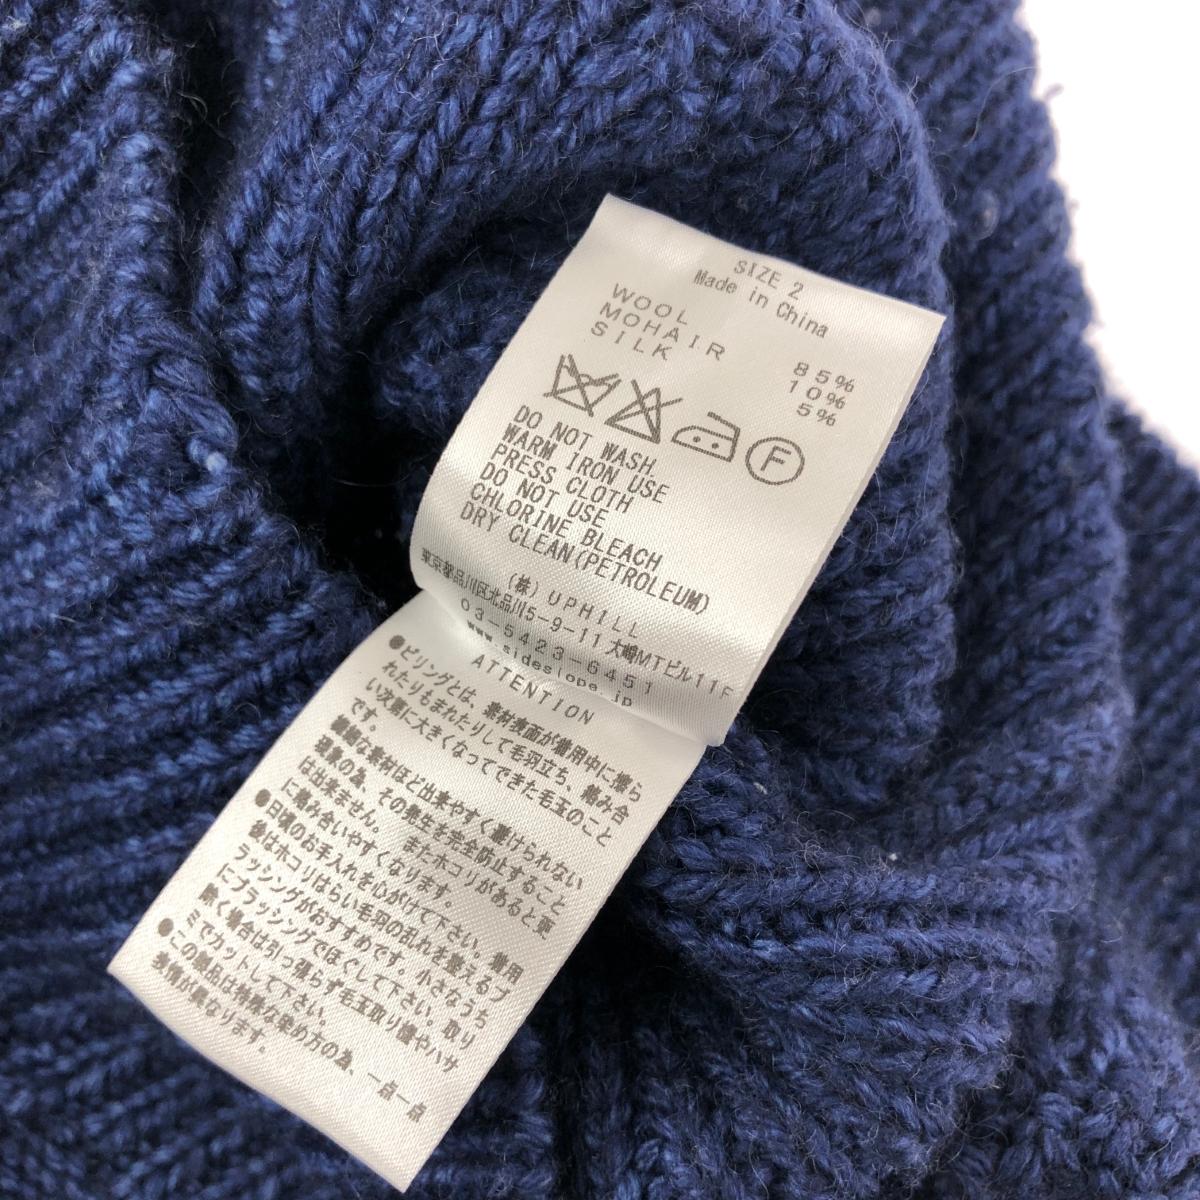 SIZE 2
Made in China
WOOL 85%
MOHAIR 10%
SILK 5%
F
DO NOT WASH
WARM IRON USE
PRESS CLOTH
DO NOT USE
CHLORINE BLEACH
DRY CLEAN(PETROLEUM)
(株) UPHILL
東京都品川区北品川5-9-11大崎MTビル11F
03-5423-6451
www.sideslope.jp
ATTENTION
●ピリングとは、素材表面が着用中に擦ら
れたりもまれたりして毛羽立ち、絡み合
い次第に大きくなってできた毛玉のこと
です。
繊細な素材ほど出来やすく避けられない
現象の為、その発生を完全防止すること
は出来ません。 またホコリがあると更
に絡み合いやすくなります。
●日頃のお手入れを心がけて下さい。着用
後はホコリはらい毛羽の乱れを整えるブ
ラッシングがおすすめです。小さなうち
にブラッシングでほぐして下さい。取り
除く場合は引っ張らず毛玉取り機やハサ
ミでカットして下さい。
●この製品は特殊な染め方の為、一点一点
表情が異なります。